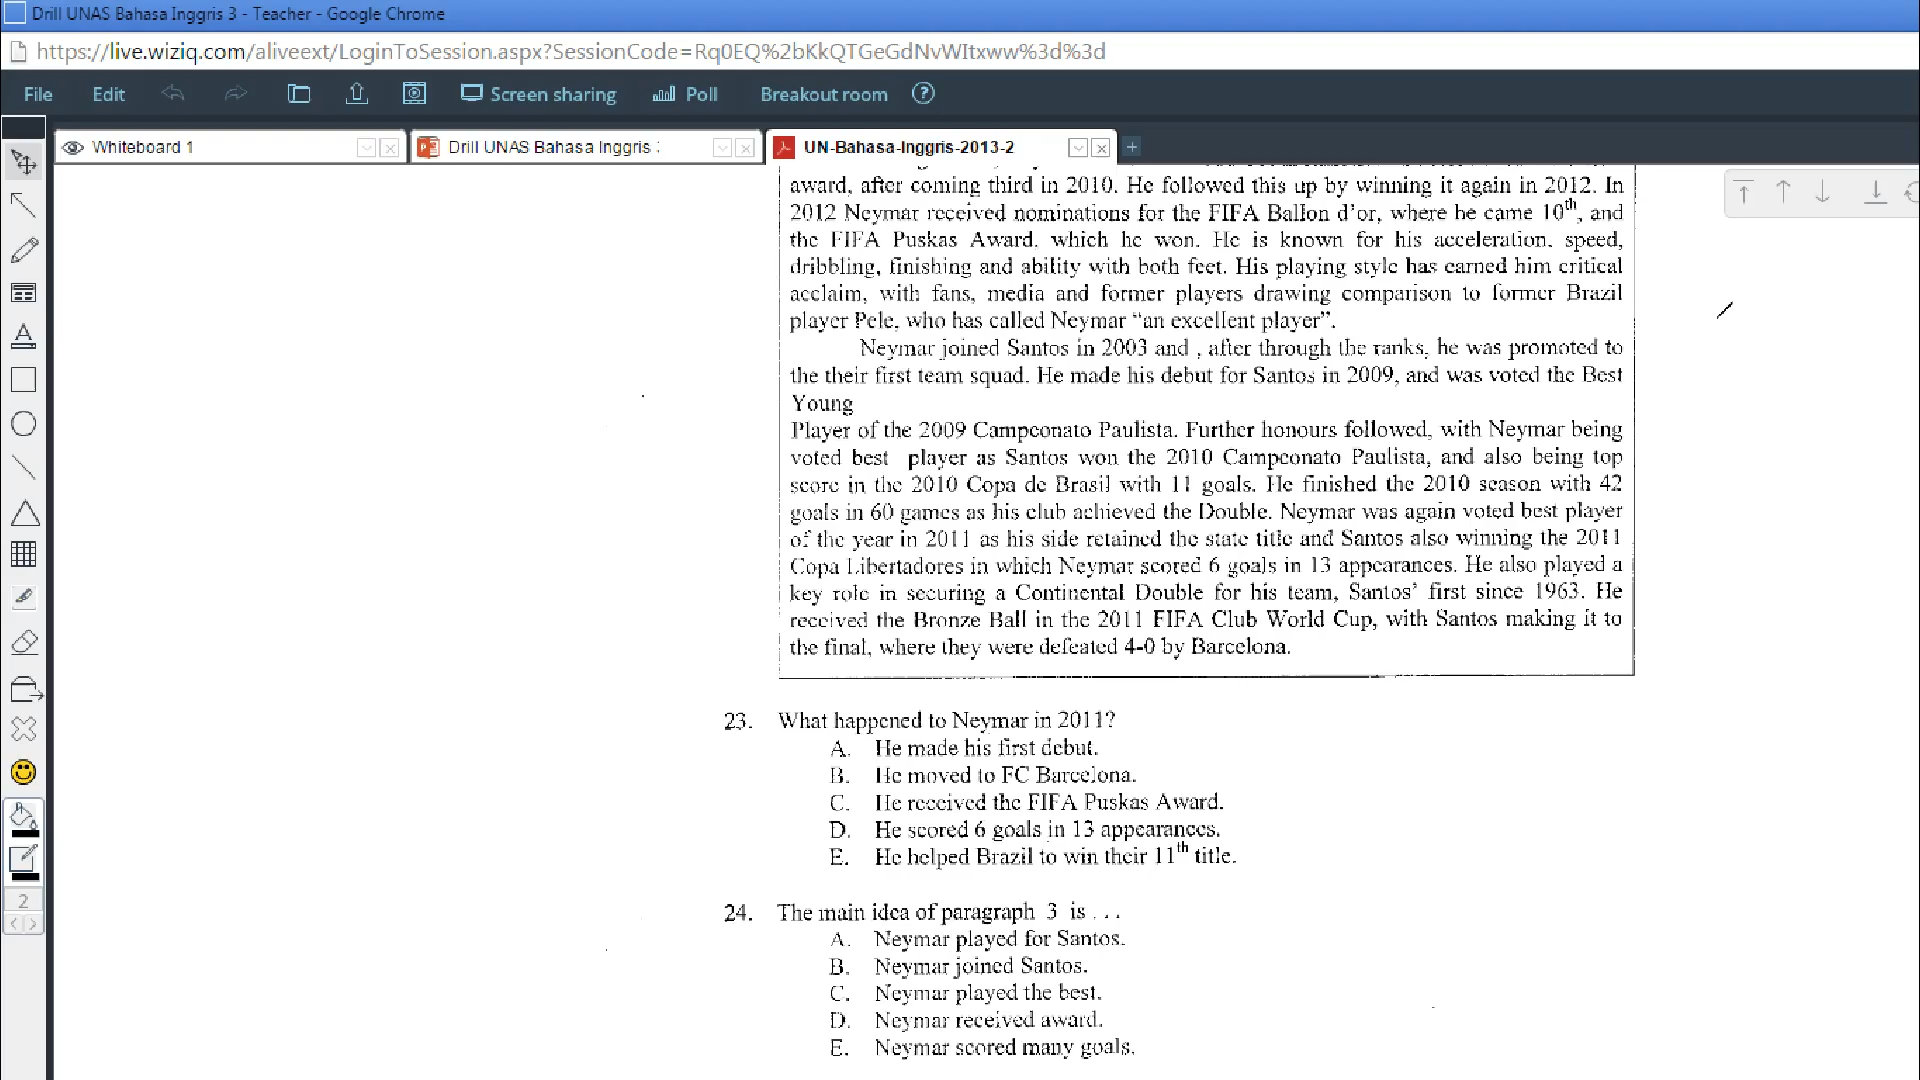 Drill UNAS Bahasa Inggris 3 - Teacher - Google Chrome
https://live.wiziq.com/aliveext/LoginToSession.aspx?SessionCode=Rq0EQ%2bKkQTGeGdNvWItxww%3d%3d
File Edit Screen sharing Poll Breakout room ?
Whiteboard 1 Drill UNAS Bahasa Inggris : UN-Bahasa-Inggris-2013-2 +
award, after coming third in 2010. He followed this up by winning it again in 2012. In
2012 Neymar received nominations for the FIFA Ballon d'or, where he came 10th, and
the FIFA Puskas Award, which he won. He is known for his acceleration, speed,
dribbling, finishing and ability with both feet. His playing style has earned him critical
acclaim, with fans, media and former players drawing comparison to former Brazil
player Pele, who has called Neymar "an excellent player".
Neymar joined Santos in 2003 and , after through the ranks, he was promoted to
the their first team squad. He made his debut for Santos in 2009, and was voted the Best
Young
Player of the 2009 Campeonato Paulista. Further honours followed, with Neymar being
voted best player as Santos won the 2010 Campeonato Paulista, and also being top
score in the 2010 Copa de Brasil with 11 goals. He finished the 2010 season with 42
goals in 60 games as his club achieved the Double. Neymar was again voted best player
of the year in 2011 as his side retained the state title and Santos also winning the 2011
Copa Libertadores in which Neymar scored 6 goals in 13 appearances. He also played a
key role in securing a Continental Double for his team, Santos' first since 1963. He
received the Bronze Ball in the 2011 FIFA Club World Cup, with Santos making it to
the final, where they were defeated 4-0 by Barcelona.
23. What happened to Neymar in 2011?
A. He made his first debut.
B. He moved to FC Barcelona.
C. He received the FIFA Puskas Award.
D. He scored 6 goals in 13 appearances.
E. He helped Brazil to win their 11th title.
24. The main idea of paragraph 3 is . . .
A. Neymar played for Santos.
B. Neymar joined Santos.
C. Neymar played the best.
D. Neymar received award.
E. Neymar scored many goals.
2